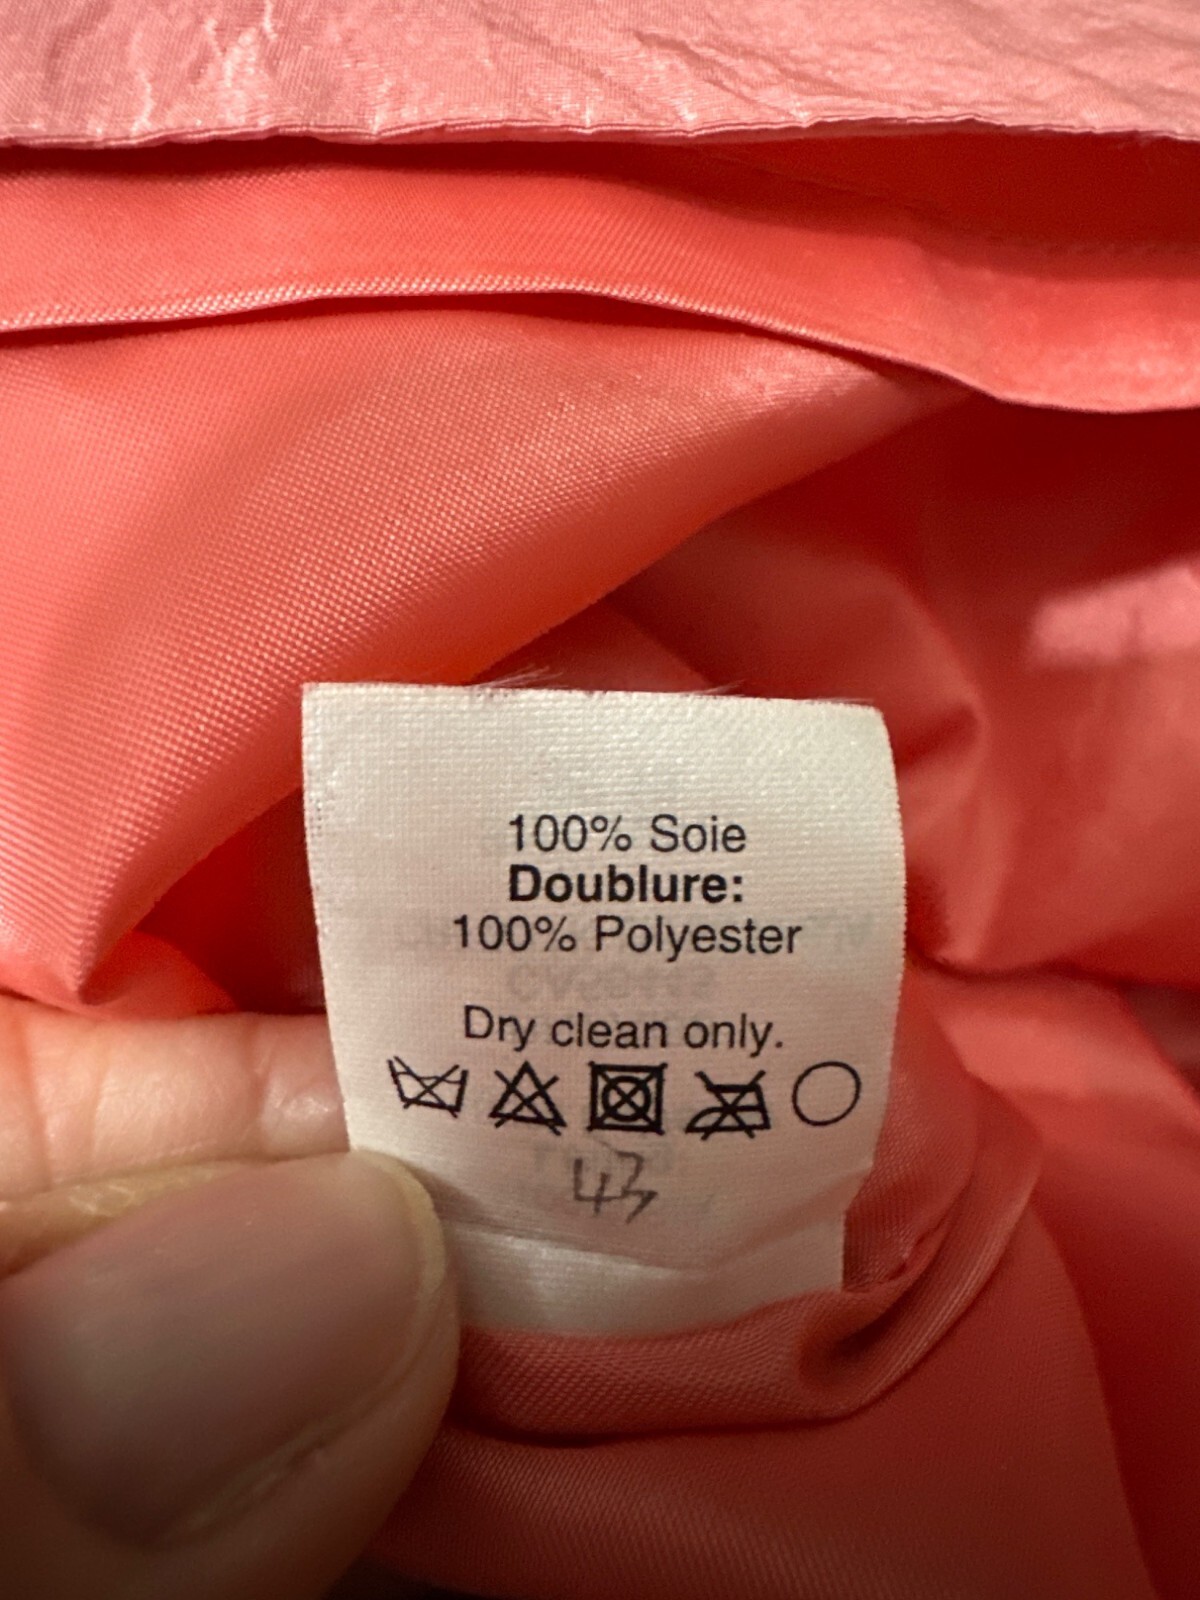 100% Soie
Doublure:
100% Polyester
Dry clean only.
43